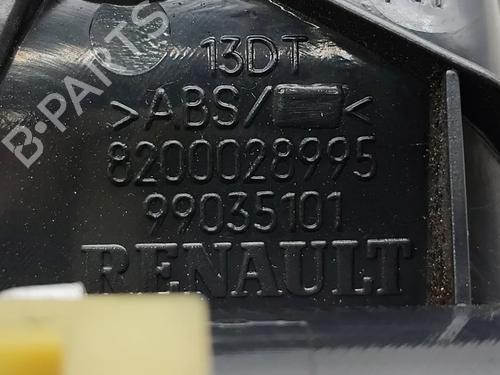 13DT
>ABS/ <
8200028995
99035101
RENAULT
B-PARTS